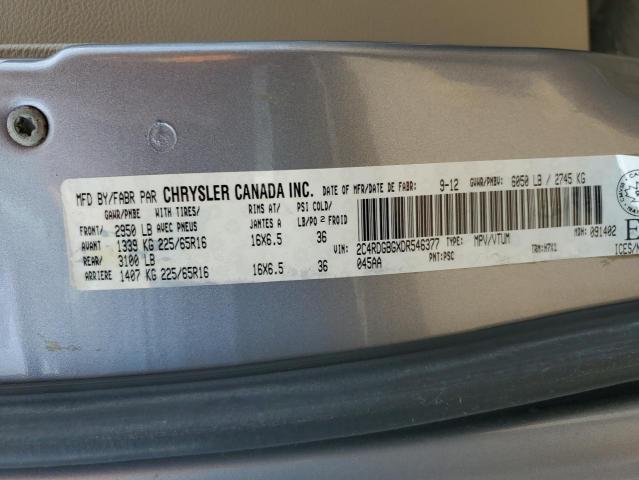 MFD BY/FABR PAR CHRYSLER CANADA INC. DATE OF MFR/DATE DE FABR: 9-12 GVWR/PNBV: 6050 LB / 2745 KG
GAWR/PNBE WITH TIRES/ RIMS AT/ PSI COLD/
AVEC PNEUS JANTES A LB/PO2 FROID
FRONT/ 2950 LB
AVANT 1339 KG 225/65R16 16X6.5 36
REAR/ 3100 LB
ARRIERE 1407 KG 225/65R16 16X6.5 36
VIN: 2C4RDGBGXDR546377 TYPE: MPV/VTUM MDH: 091402
045AA PNT:PSC TRM:H7X1
E
ICES/